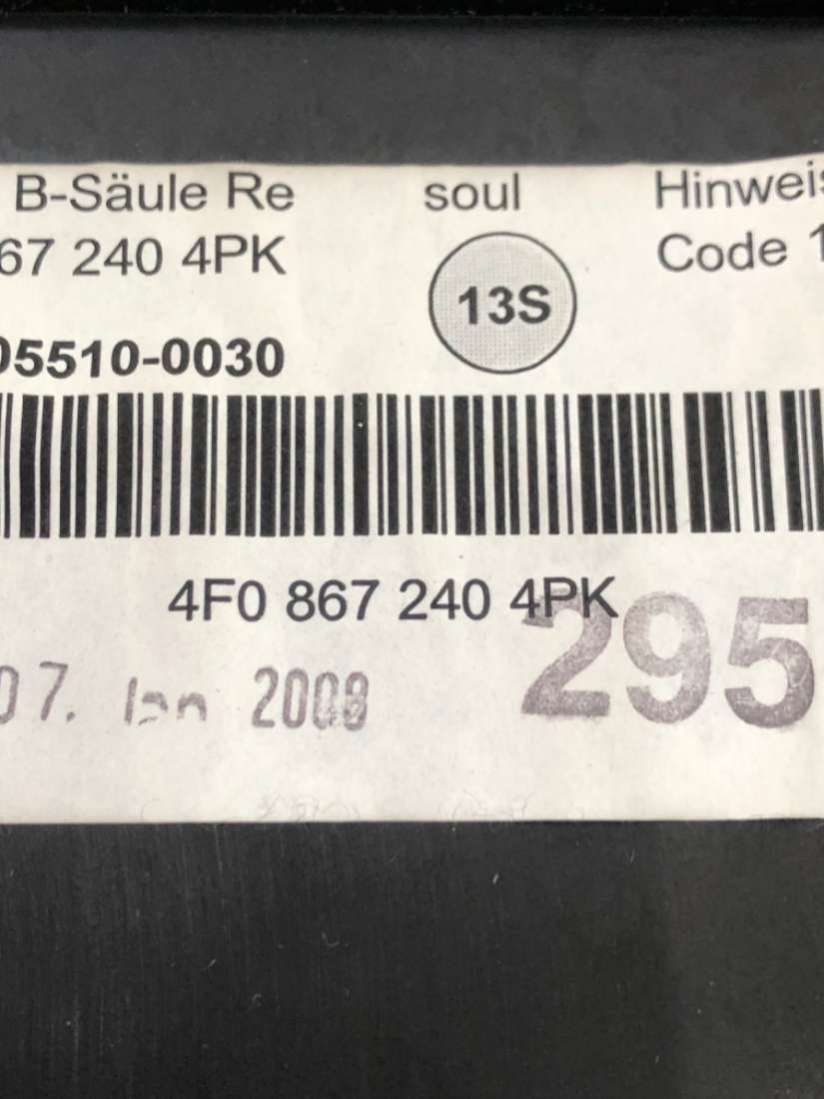 B-Säule Re soul Hinweis
67 240 4PK 13S Code 1
05510-0030
4F0 867 240 4PK
295
07. Jan 2008